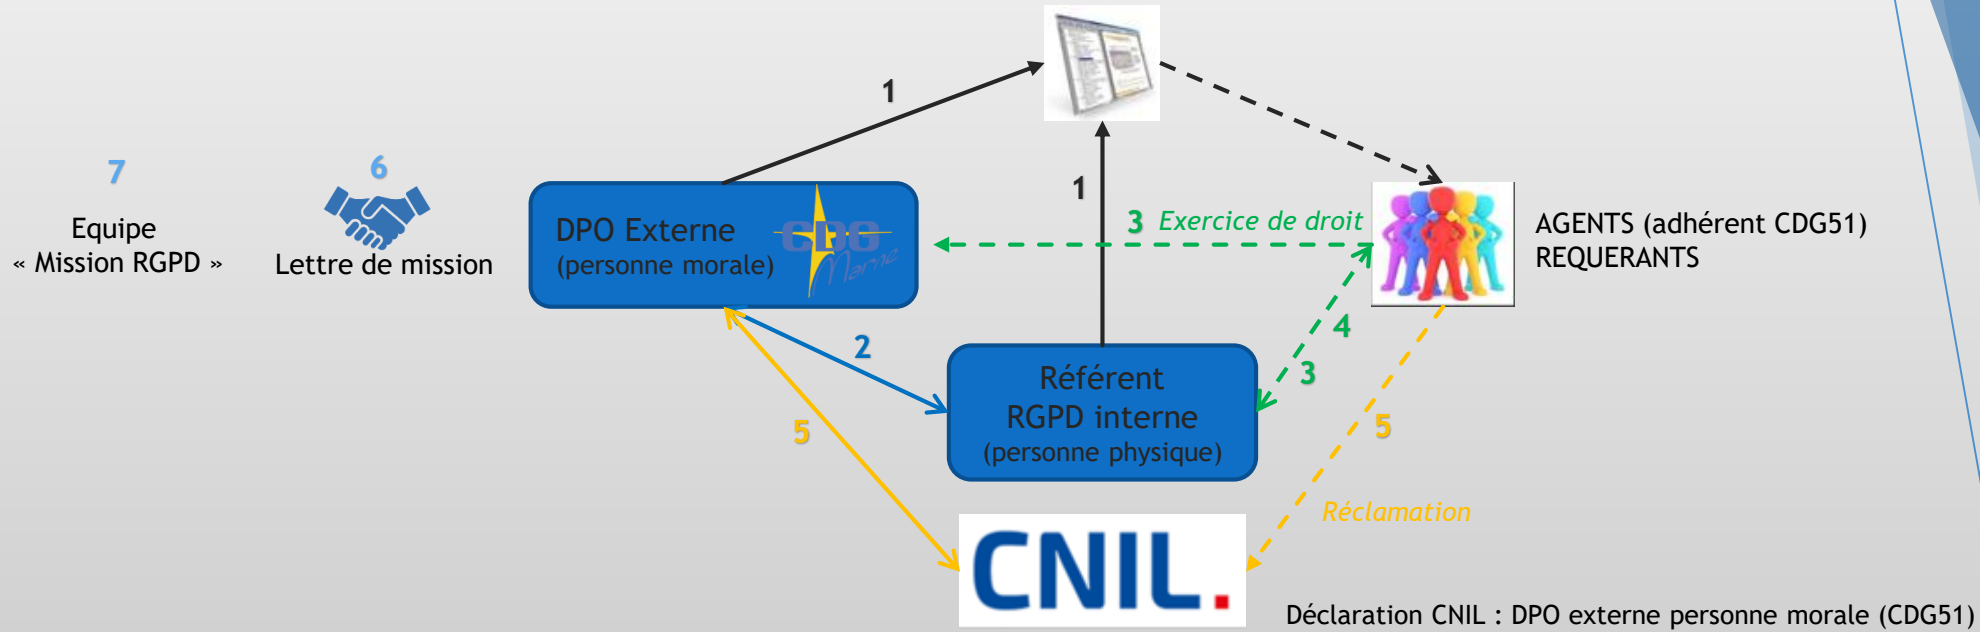 1
7
6
Equipe
« Mission RGPD »
Lettre de mission
DPO Externe
(personne morale)
CDG
Marne
1
3 Exercice de droit
AGENTS (adhérent CDG51)
REQUERANTS
2
4
3
Référent
RGPD interne
(personne physique)
5
5
Réclamation
CNIL.
Déclaration CNIL : DPO externe personne morale (CDG51)